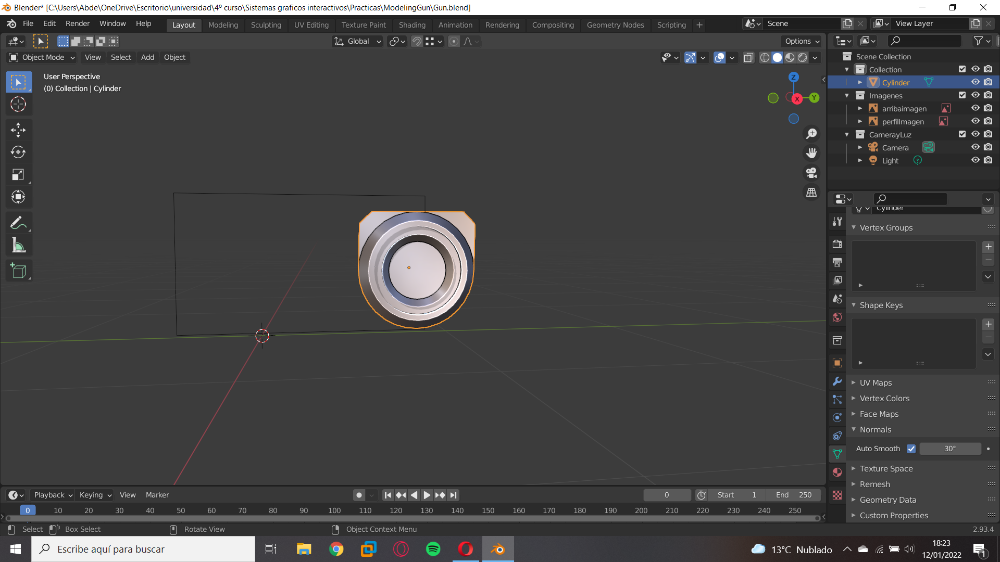 Blender* [C:\Users\Abde\OneDrive\Escritorio\universidad\4º curso\Sistemas graficos interactivos\Practicas\ModelingGun\Gun.blend]
File Edit Render Window Help Layout Modeling Sculpting UV Editing Texture Paint Shading Animation Rendering Compositing Geometry Nodes Scripting + Scene View Layer
Global Options
Object Mode View Select Add Object
Scene Collection
Collection
Cylinder
Imagenes
arribaimagen
perfilImagen
CamerayLuz
Camera
Light
User Perspective
(0) Collection | Cylinder
Z
X Y
Cylinder
Vertex Groups
Shape Keys
UV Maps
Vertex Colors
Face Maps
Normals
Auto Smooth 30°
Texture Space
Remesh
Geometry Data
Custom Properties
Playback Keying View Marker 0 Start 1 End 250
0 10 20 30 40 50 60 70 80 90 100 110 120 130 140 150 160 170 180 190 200 210 220 230 240 250
Select Box Select Rotate View Object Context Menu 2.93.4
Escribe aquí para buscar 13°C Nublado 18:23
12/01/2022 1